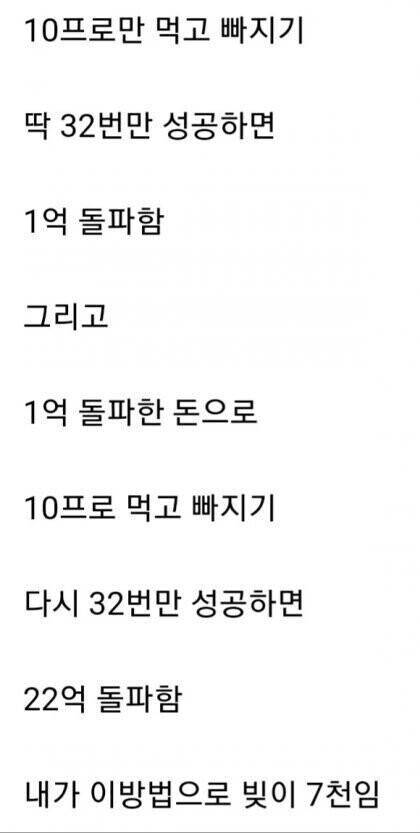 10프로만 먹고 빠지기
딱 32번만 성공하면
1억 돌파함
그리고
1억 돌파한 돈으로
10프로 먹고 빠지기
다시 32번만 성공하면
22억 돌파함
내가 이방법으로 빚이 7천임